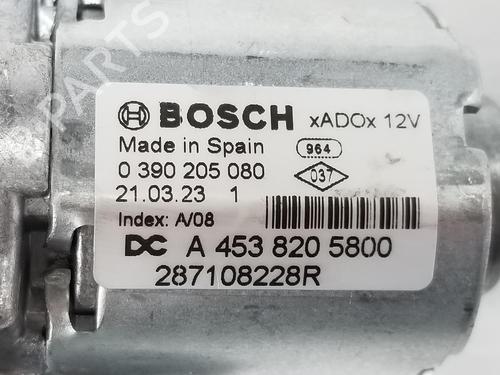 BOSCH xADOx 12V
Made in Spain 964
0 390 205 080 037
21.03.23 1
Index: A/08
DC A 453 820 5800
287108228R
PARTS